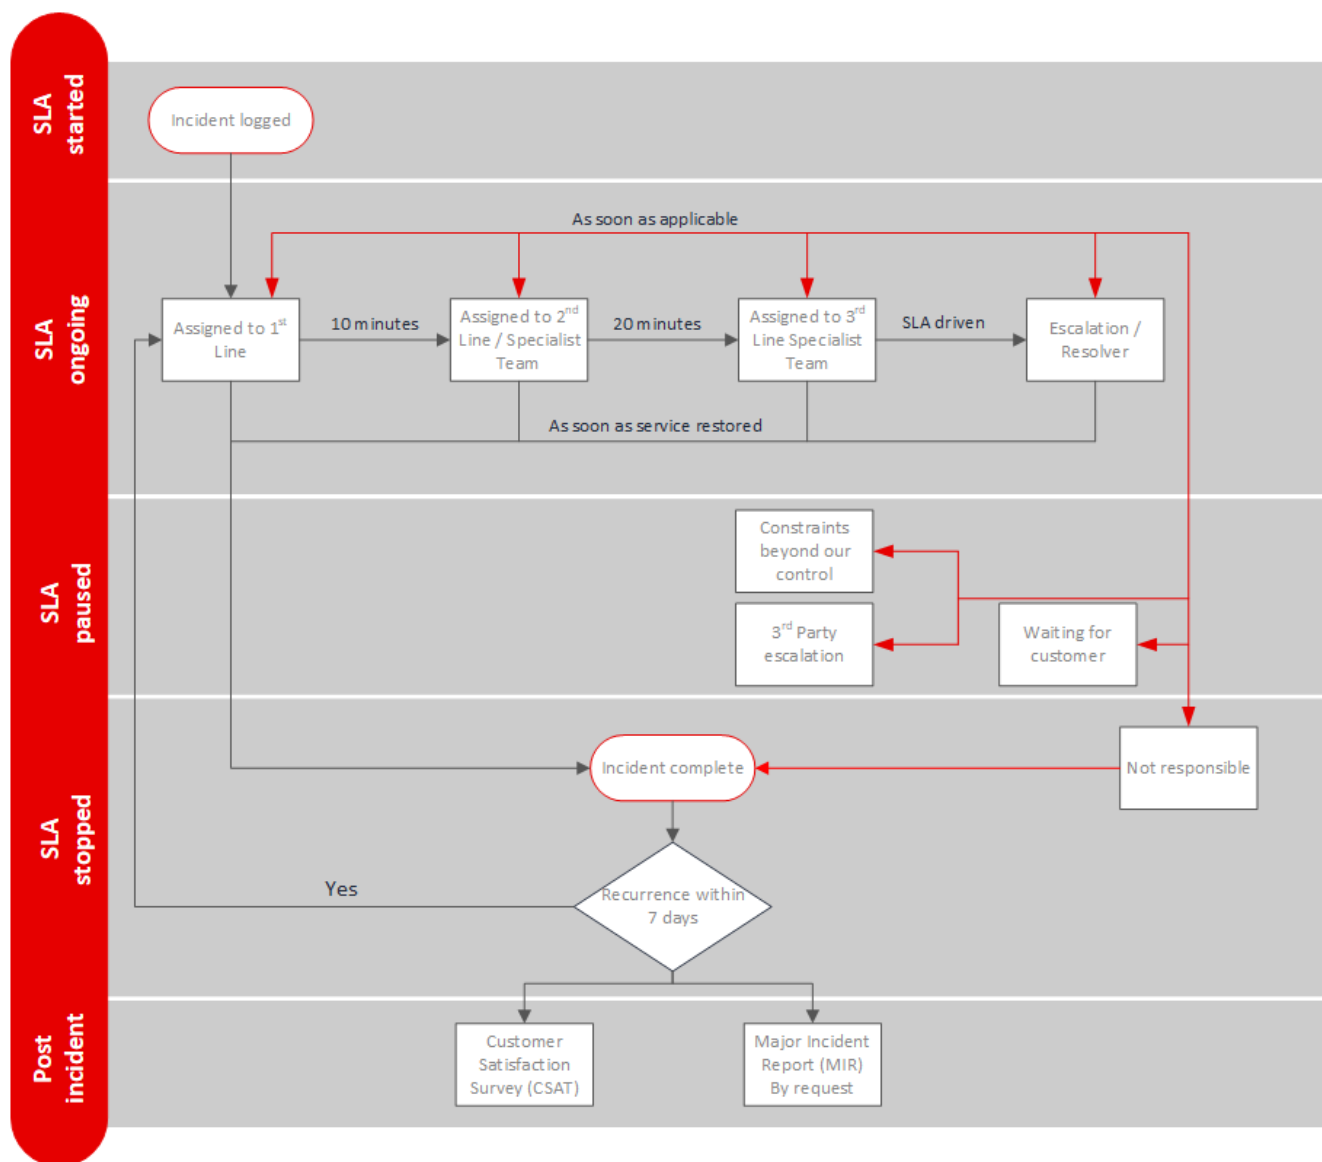 SLA
started
Incident logged
SLA
ongoing
As soon as applicable
Assigned to 1st
Line
10 minutes
Assigned to 2nd
Line / Specialist
Team
20 minutes
Assigned to 3rd
Line Specialist
Team
SLA driven
Escalation /
Resolver
As soon as service restored
SLA
paused
Constraints
beyond our
control
3rd Party
escalation
Waiting for
customer
SLA
stopped
Incident complete
Not responsible
Recurrence within
7 days
Yes
Post
incident
Customer
Satisfaction
Survey (CSAT)
Major Incident
Report (MIR)
By request